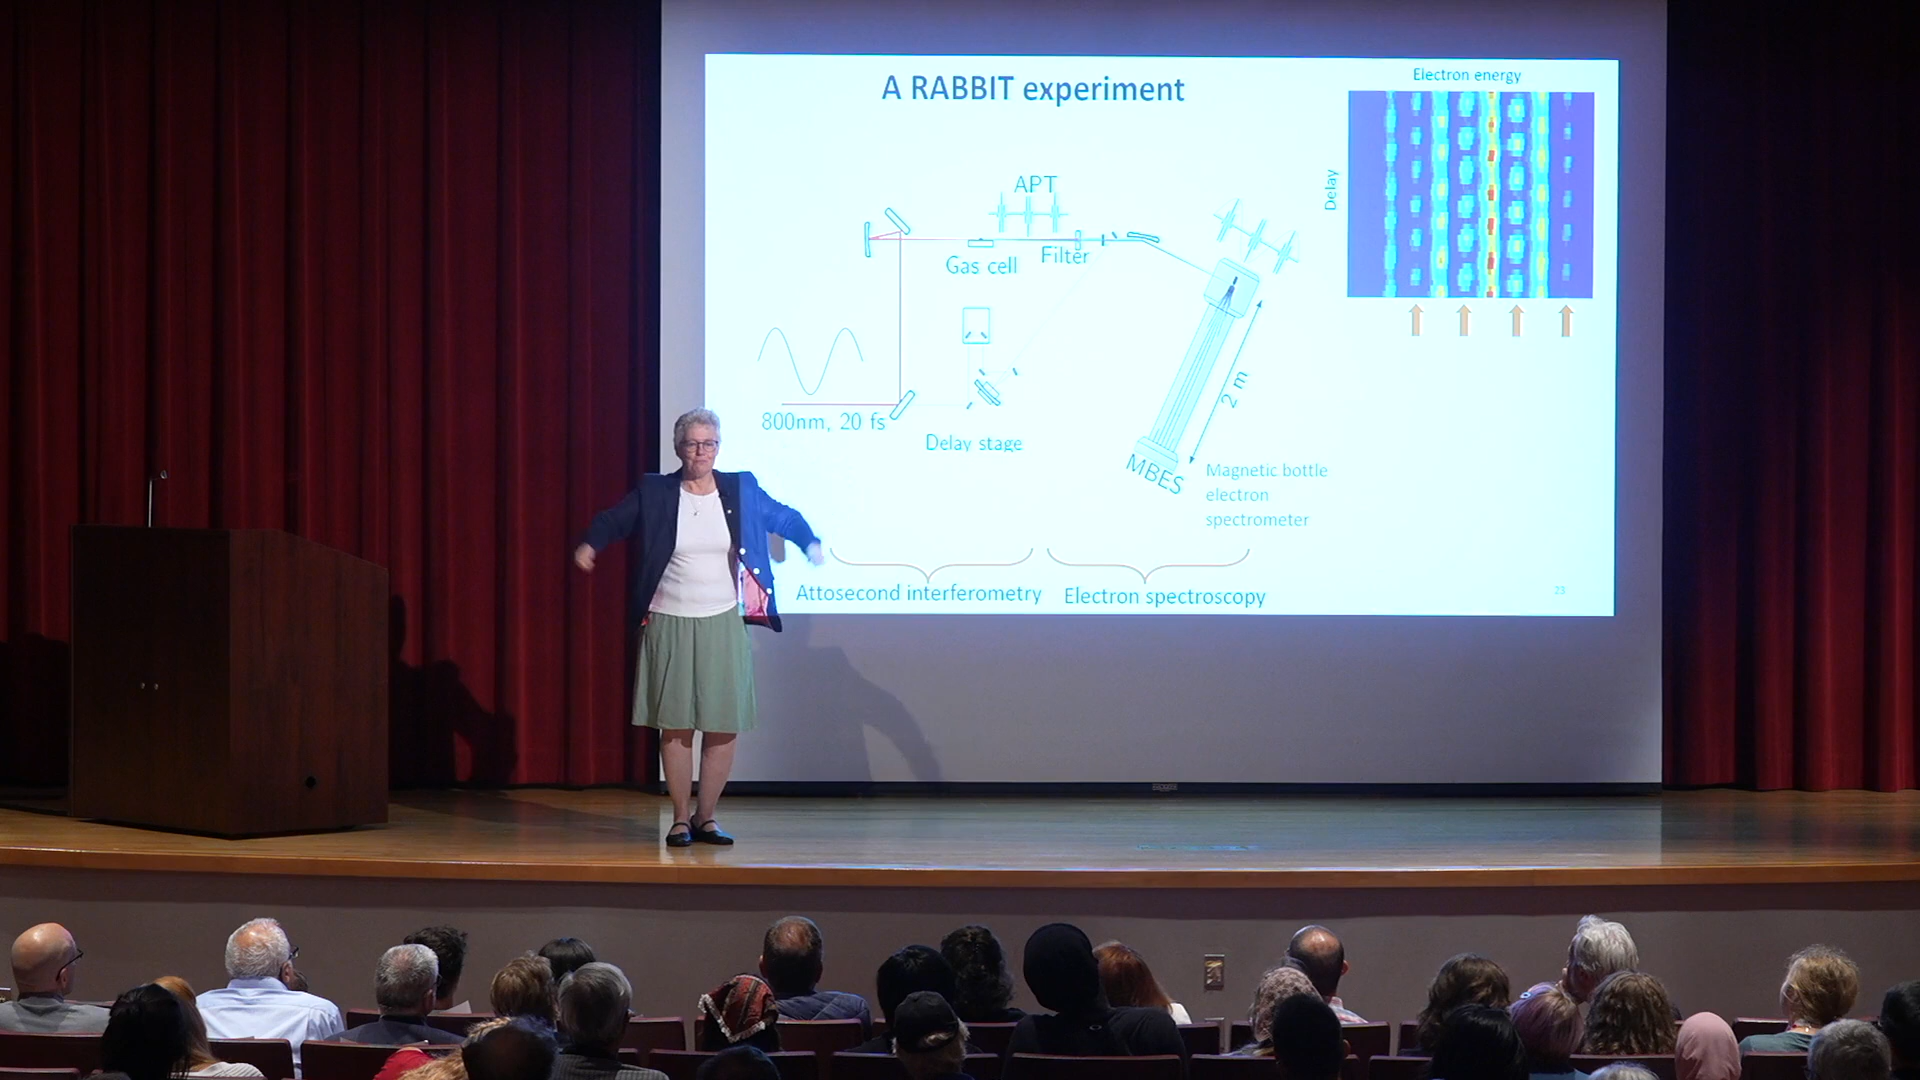 A RABBIT experiment
Electron energy
Delay
APT
Gas cell
Filter
800nm, 20 fs
Delay stage
2 m
MBES
Magnetic bottle
electron
spectrometer
Attosecond interferometry
Electron spectroscopy
23